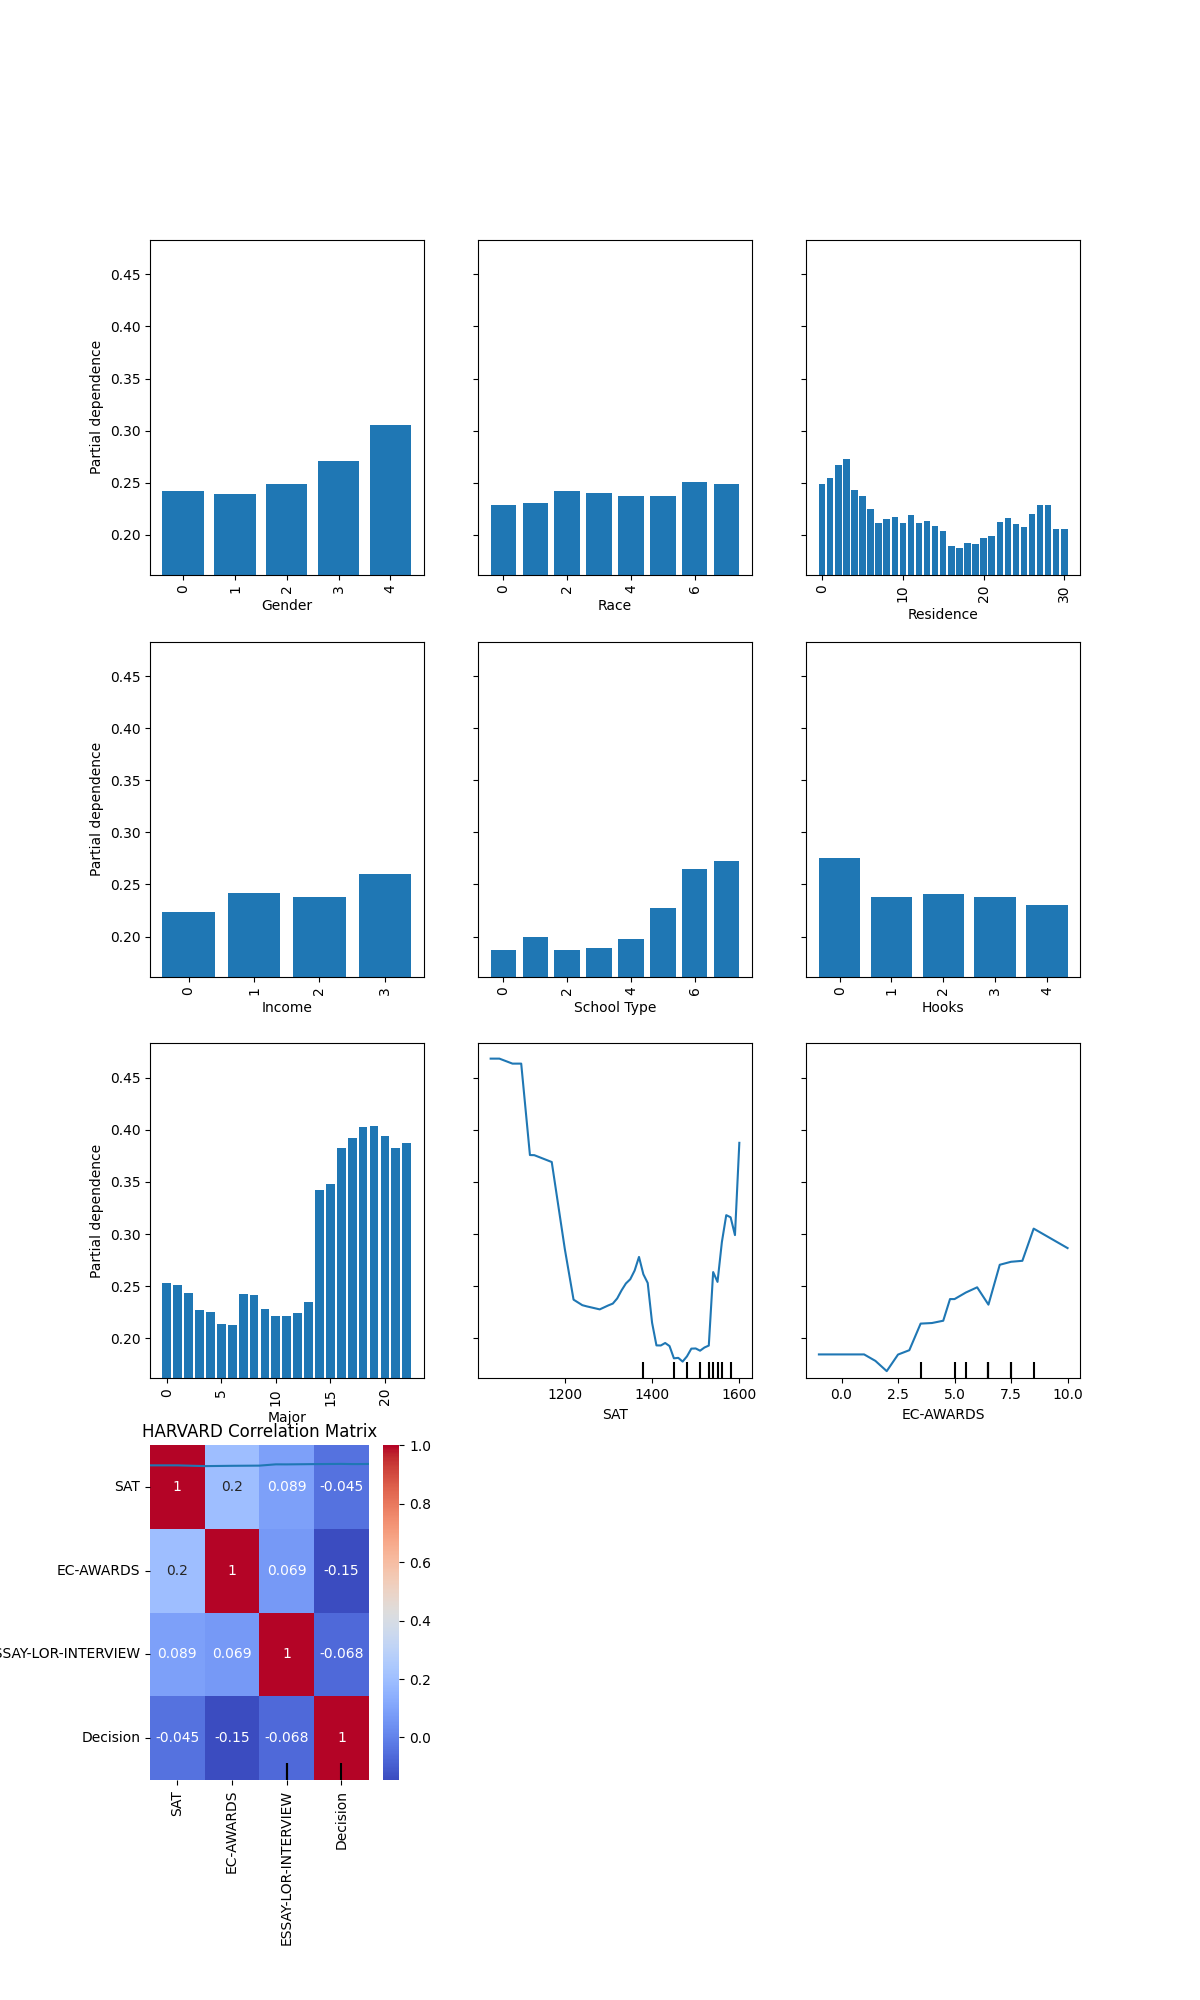 0.45
0.40
0.35
0.30
0.25
0.20
Partial dependence
0 1 2 3 4
Gender
0 2 4 6
Race
0 10 20 30
Residence
0.45
0.40
0.35
0.30
0.25
0.20
Partial dependence
0 1 2 3
Income
0 2 4 6
School Type
0 1 2 3 4
Hooks
0.45
0.40
0.35
0.30
0.25
0.20
Partial dependence
0 5 10 15 20
Major
1200 1400 1600
SAT
0.0 2.5 5.0 7.5 10.0
EC-AWARDS
HARVARD Correlation Matrix
SAT 1 0.2 0.089 -0.045
EC-AWARDS 0.2 1 0.069 -0.15
SSAY-LOR-INTERVIEW 0.089 0.069 1 -0.068
Decision -0.045 -0.15 -0.068 1
SAT EC-AWARDS ESSAY-LOR-INTERVIEW Decision
1.0
0.8
0.6
0.4
0.2
0.0